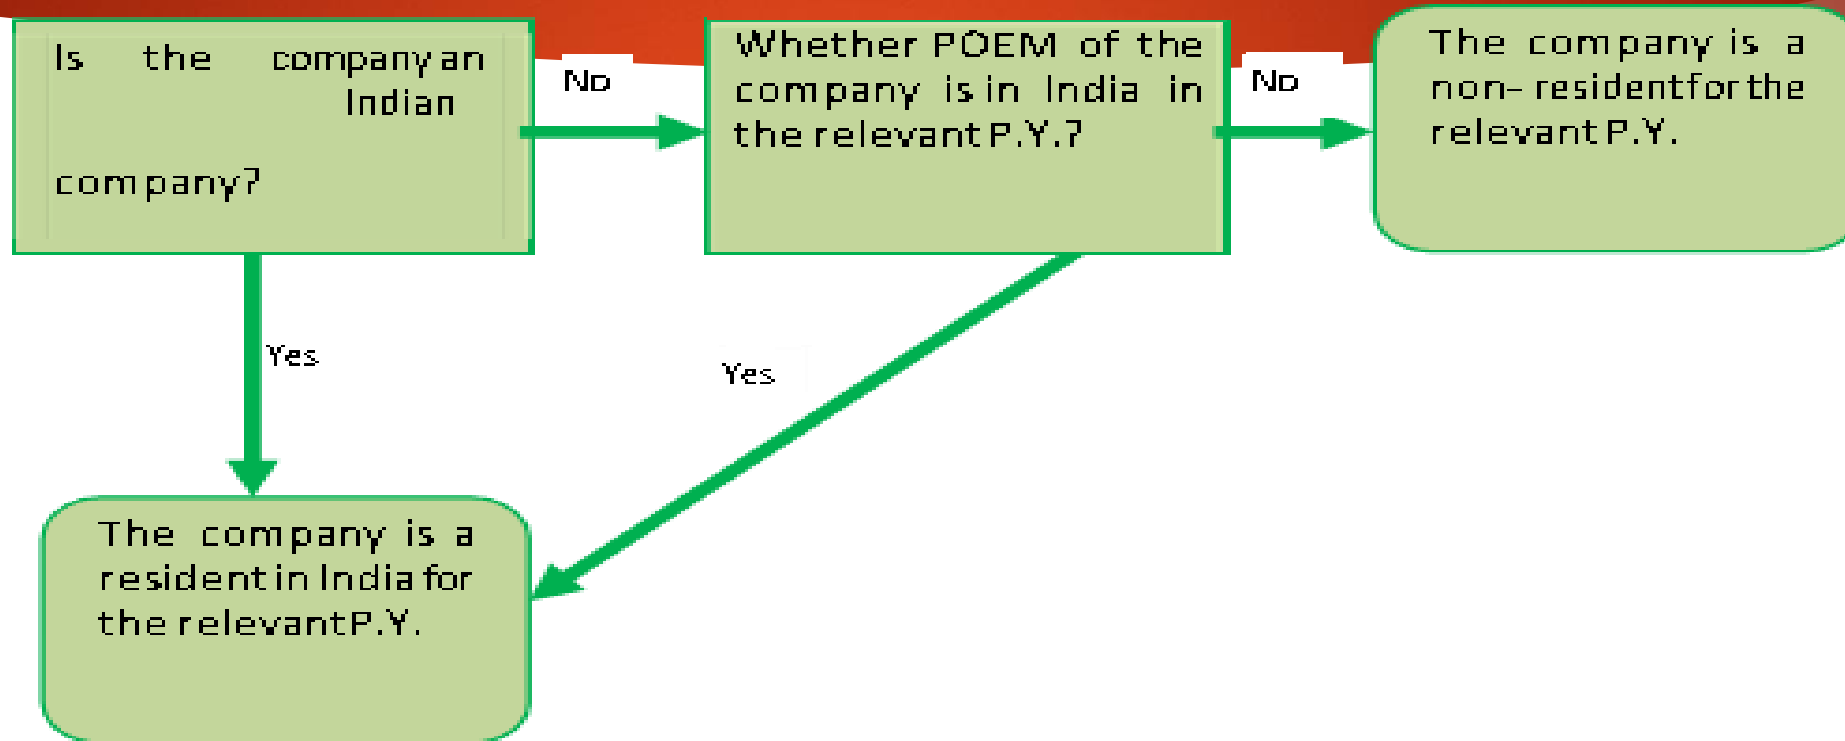 Is the company an
Indian
company?
No
Whether POEM of the
company is in India in
the relevant P.Y.?
No
The company is a
non- resident for the
relevant P.Y.
Yes
Yes
The company is a
resident in India for
the relevant P.Y.